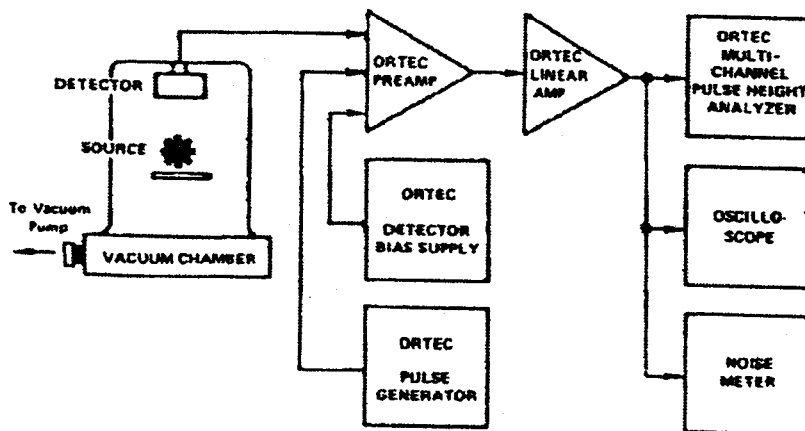 DETECTOR
SOURCE
To Vacuum
Pump
VACUUM CHAMBER
ORTEC
PREAMP
ORTEC
LINEAR
AMP
ORTEC
MULTI-
CHANNEL
PULSE HEIGHT
ANALYZER
ORTEC
DETECTOR
BIAS SUPPLY
OSCILLO-
SCOPE
ORTEC
PULSE
GENERATOR
NOISE
METER